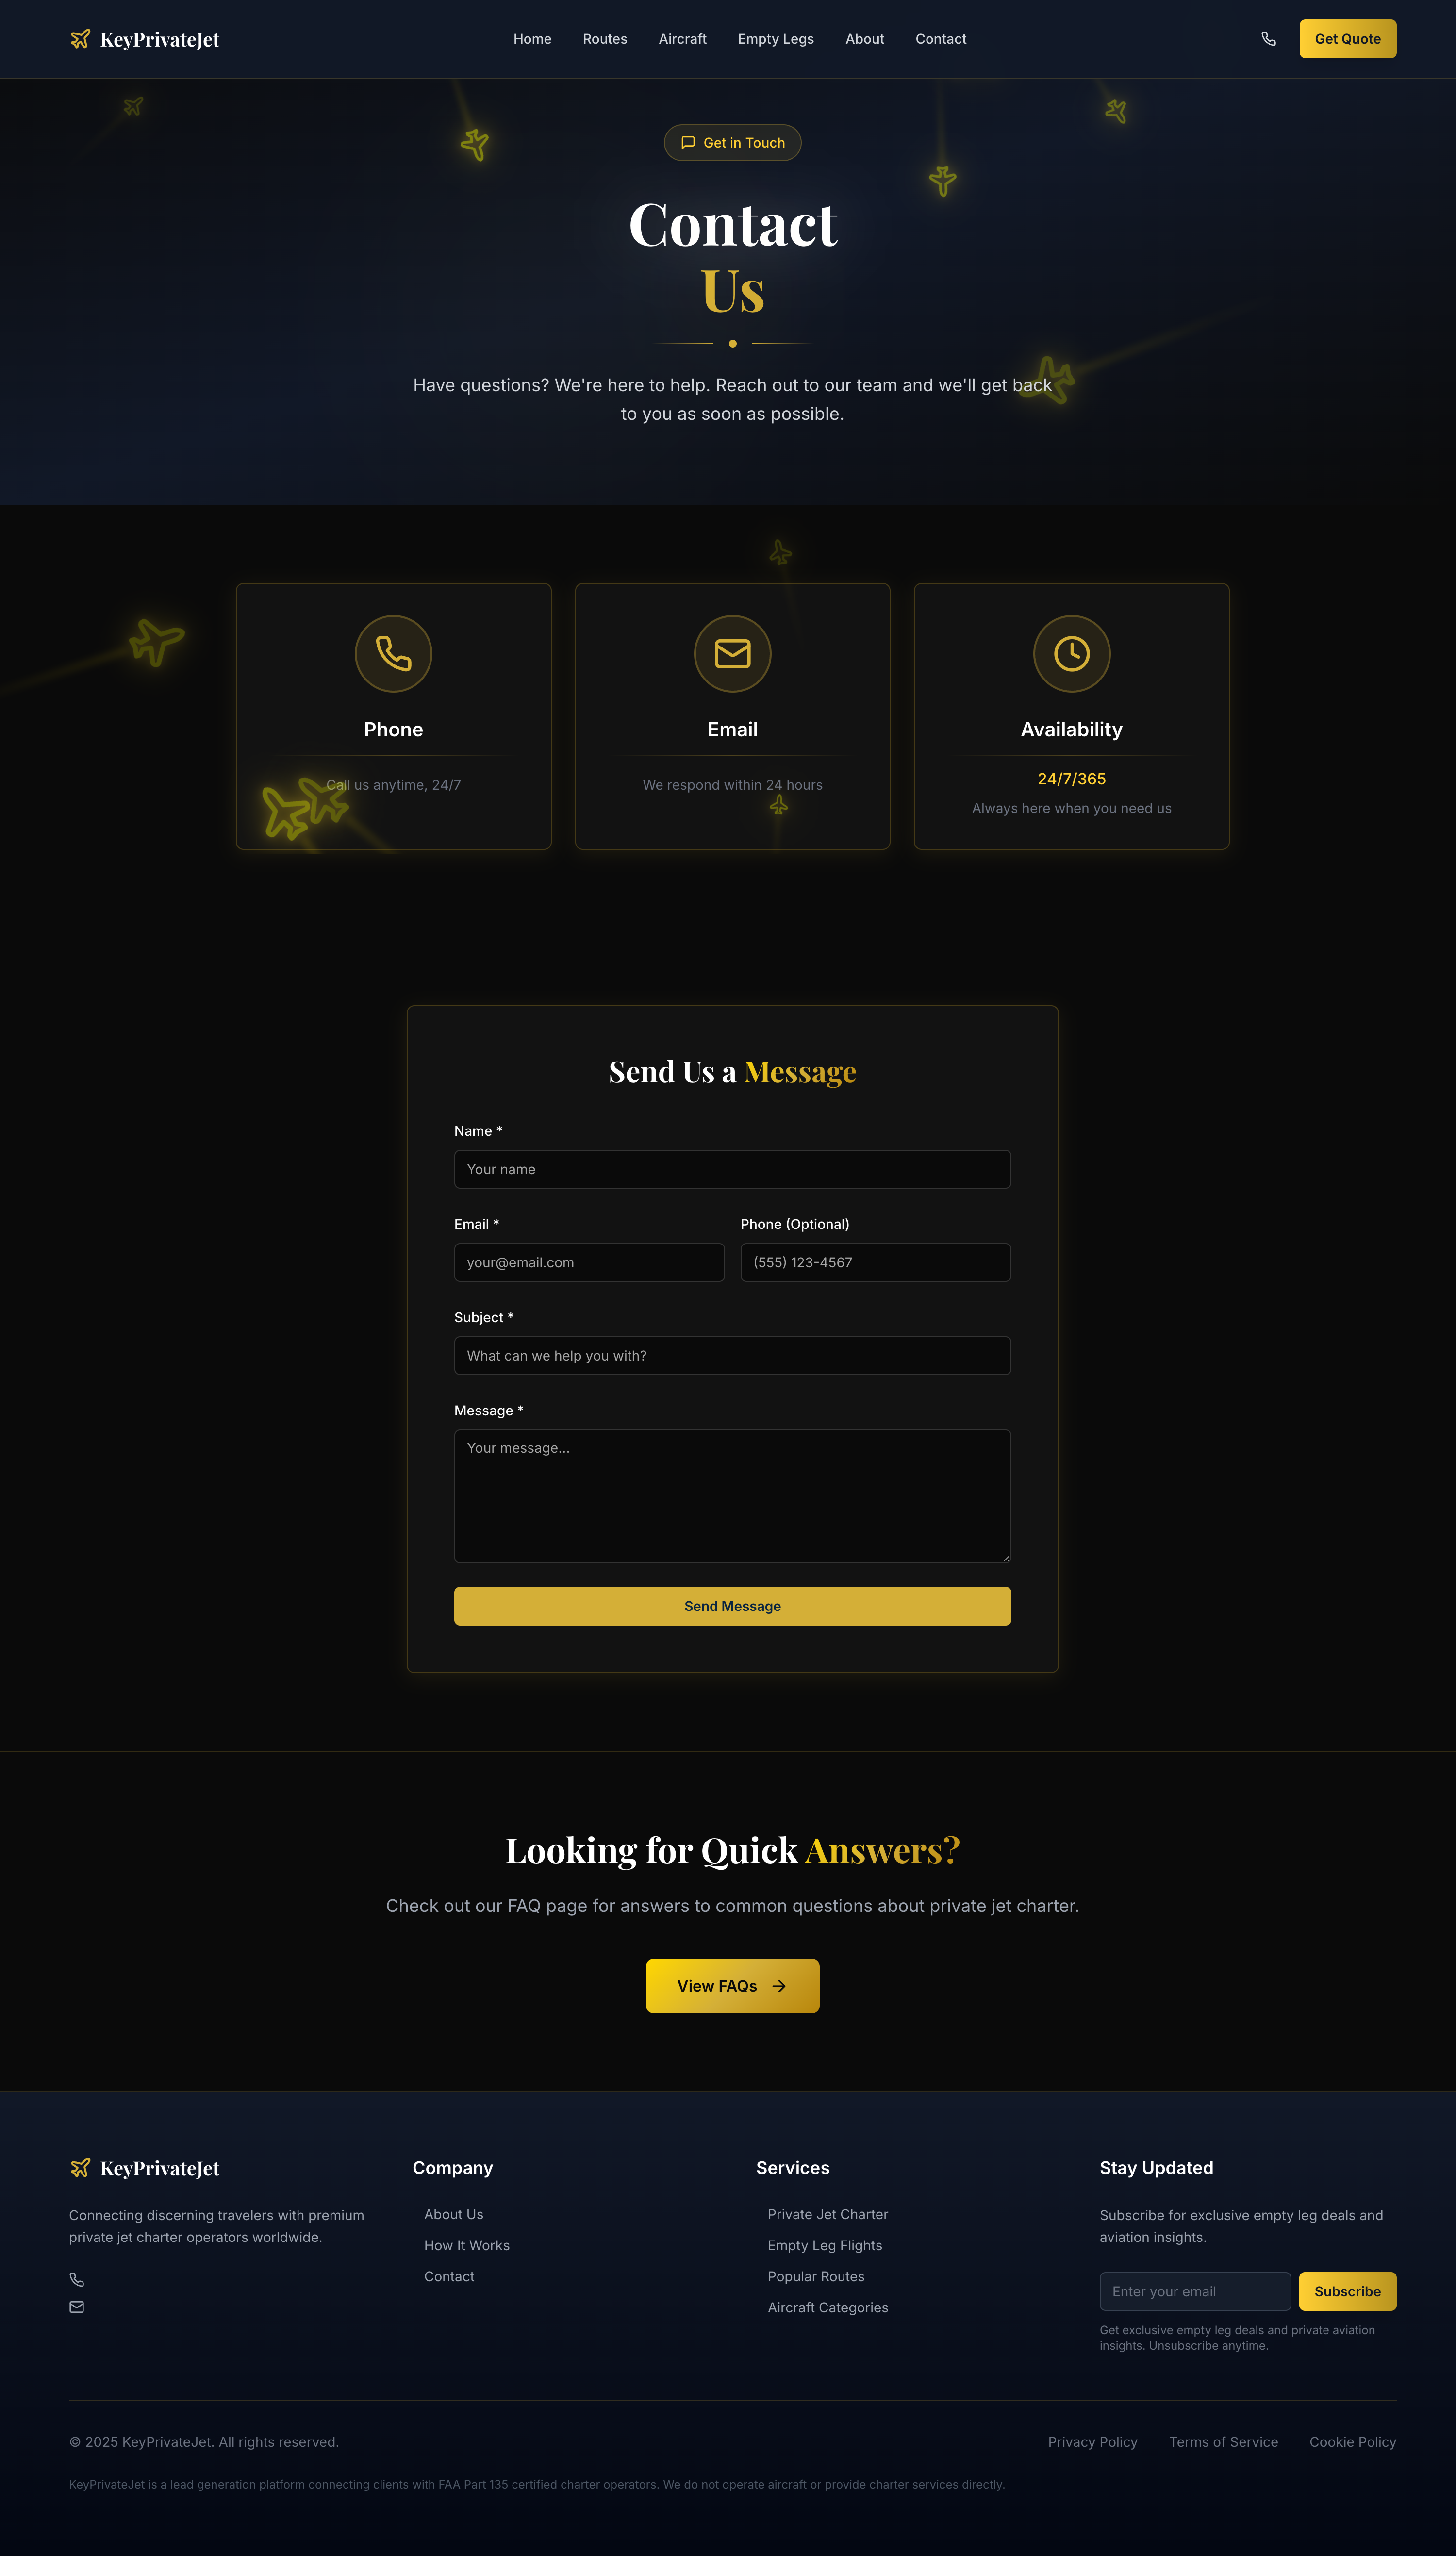 KeyPrivateJet
Home
Routes
Aircraft
Empty Legs
About
Contact
Get Quote
Get in Touch
Contact
Us
Have questions? We're here to help. Reach out to our team and we'll get back
to you as soon as possible.
Phone
Call us anytime, 24/7
Email
We respond within 24 hours
Availability
24/7/365
Always here when you need us
Send Us a Message
Name *
Your name
Email *
your@email.com
Phone (Optional)
(555) 123-4567
Subject *
What can we help you with?
Message *
Your message...
Send Message
Looking for Quick Answers?
Check out our FAQ page for answers to common questions about private jet charter.
View FAQs
KeyPrivateJet
Connecting discerning travelers with premium
private jet charter operators worldwide.
Company
About Us
How It Works
Contact
Services
Private Jet Charter
Empty Leg Flights
Popular Routes
Aircraft Categories
Stay Updated
Subscribe for exclusive empty leg deals and
aviation insights.
Enter your email
Subscribe
Get exclusive empty leg deals and private aviation
insights. Unsubscribe anytime.
© 2025 KeyPrivateJet. All rights reserved.
Privacy Policy
Terms of Service
Cookie Policy
KeyPrivateJet is a lead generation platform connecting clients with FAA Part 135 certified charter operators. We do not operate aircraft or provide charter services directly.